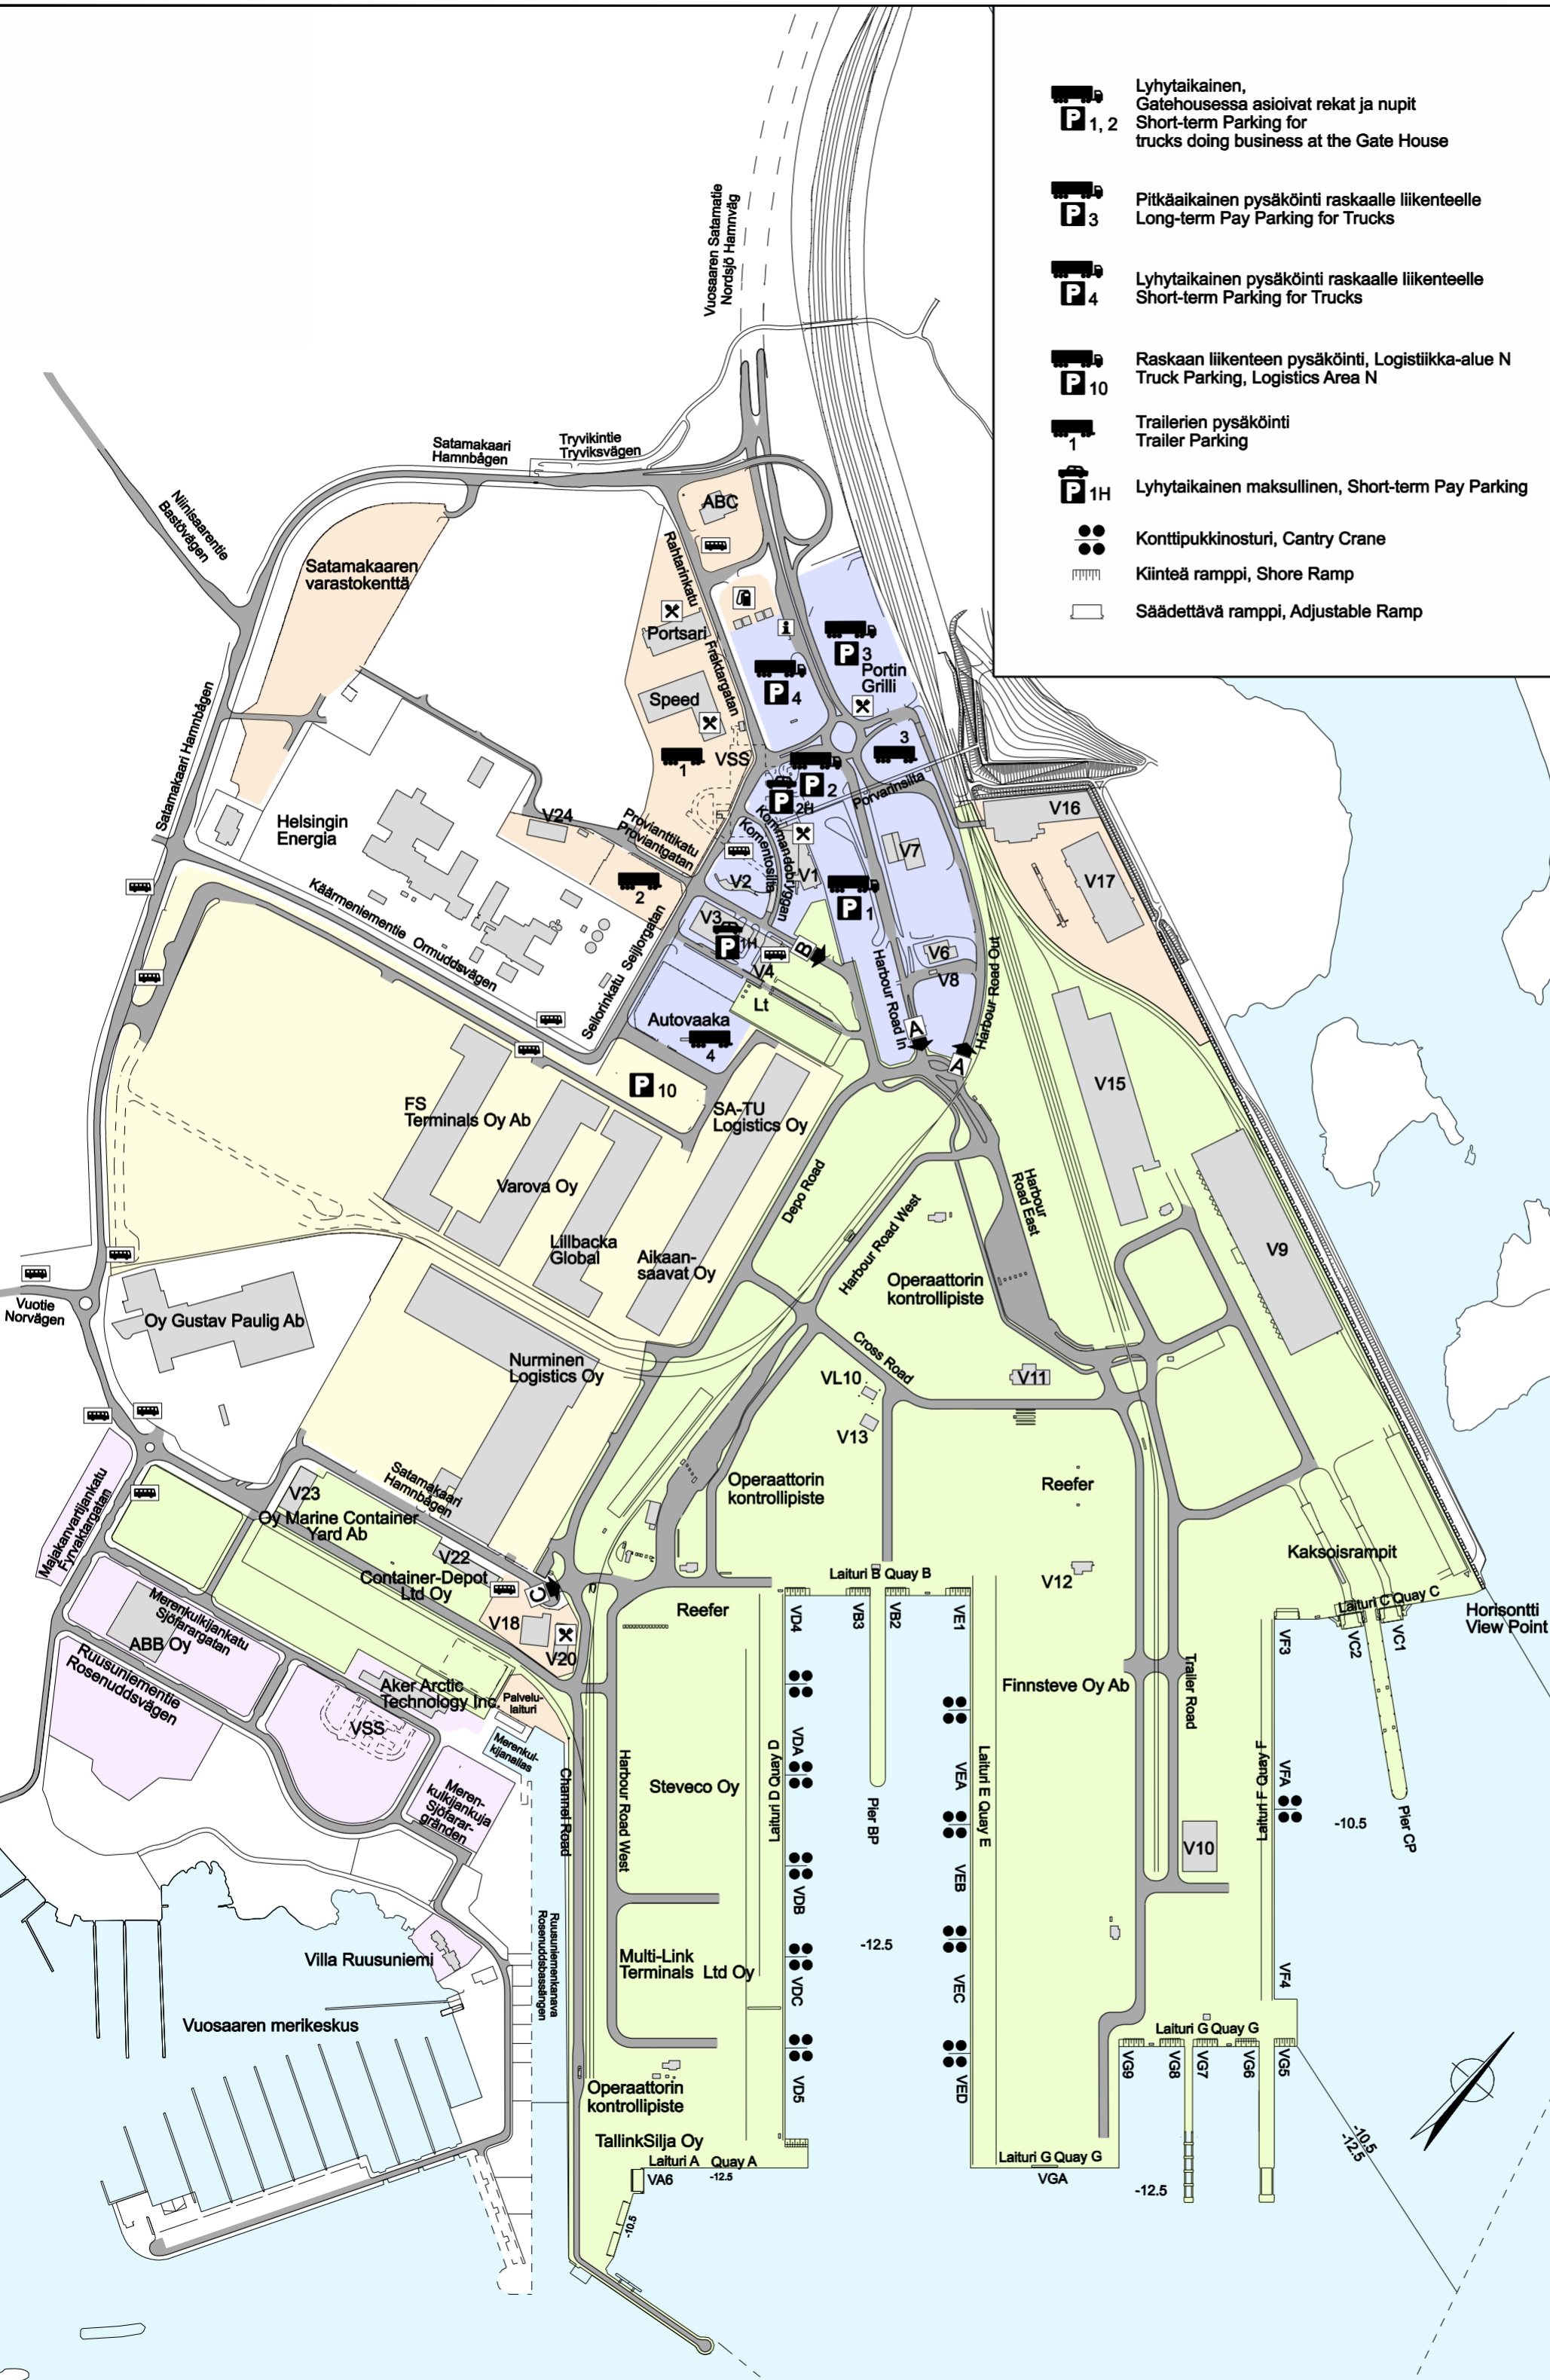 Lyhytaikainen,
Gatehousessa asioivat rekat ja nupit
Short-term Parking for
trucks doing business at the Gate House
P 1, 2
Pitkäaikainen pysäköinti raskaalle liikenteelle
Long-term Pay Parking for Trucks
P 3
Lyhytaikainen pysäköinti raskaalle liikenteelle
Short-term Parking for Trucks
P 4
Raskaan liikenteen pysäköinti, Logistiikka-alue N
Truck Parking, Logistics Area N
P 10
Trailerien pysäköinti
Trailer Parking
1
P 1H
Lyhytaikainen maksullinen, Short-term Pay Parking
Konttipukkinosturi, Cantry Crane
Kiinteä ramppi, Shore Ramp
Säädettävä ramppi, Adjustable Ramp
Vuosaaren Satamatie
Nordsjö Hamnväg
Satamakaari
Hamnbågen
Tryvikintie
Tryviksvägen
Niinisaarentie
Bastövägen
ABC
Satamakaaren
varastokenttä
Rahtarinkatu
Fraktargatan
Portsari
i
P 3
Portin
Grilli
P 4
Speed
3
1
VSS
P 2
P 2H
Porvarinsilta
V16
Satamakaari Hamnbågen
Helsingin
Energia
V24
Provianttikatu
Proviantgatan
Komentosilta
Kommandobryggan
V7
V17
V2
V1
2
P 1
Käärmeniementie Ormuddsvägen
V3
P 1H
B
V6
V4
V8
Seilorinkatu Seilorgatan
Harbour Road In
Harbour Road Out
Lt
Autovaaka
4
A
A
V15
P 10
FS
Terminals Oy Ab
SA-TU
Logistics Oy
Varova Oy
Depo Road
Harbour
Road East
Harbour Road West
Lillbacka
Global
Aikaan-
saavat Oy
V9
Operaattorin
kontrollipiste
Vuotie
Norvägen
Oy Gustav Paulig Ab
Nurminen
Logistics Oy
Cross Road
VL10
V11
V13
Satamakaari
Hamnbågen
Operaattorin
kontrollipiste
Reefer
Majakanvartijankatu
Fyrvaktargatan
V23
Oy Marine Container
Yard Ab
V22
Container-Depot
Ltd Oy
C
Kaksoisrampit
V12
Laituri B Quay B
Reefer
VD4
VB3
VB2
VE1
Laituri C Quay C
Horisontti
View Point
VF3
VC2
VC1
Merenkulkijankatu
Sjöfarargatan
ABB Oy
V18
V20
Ruusuniementie
Rosenuddsvägen
Aker Arctic
Technology Inc.
Palvelu-
laituri
Finnsteve Oy Ab
Trailer Road
VSS
Merenkul-
kijanallas
Meren-
kulkijankuja
Sjöfarar-
gränden
Channel Road
Harbour Road West
Steveco Oy
Laituri D Quay D
VDA
Pier BP
VEA
Laituri E Quay E
Laituri F Quay F
VFA
-10.5
Pier CP
V10
VDB
VEB
Ruusuniemenkanava
Rosenuddsbassängen
Villa Ruusuniemi
Multi-Link
Terminals Ltd Oy
-12.5
VDC
VEC
VF4
Vuosaaren merikeskus
Laituri G Quay G
VG9
VG8
VG7
VG6
VG5
Operaattorin
kontrollipiste
VD5
VED
TallinkSilja Oy
Laituri A Quay A
VA6
-12.5
Laituri G Quay G
VGA
-12.5
-10.5
-10.5
-12.5